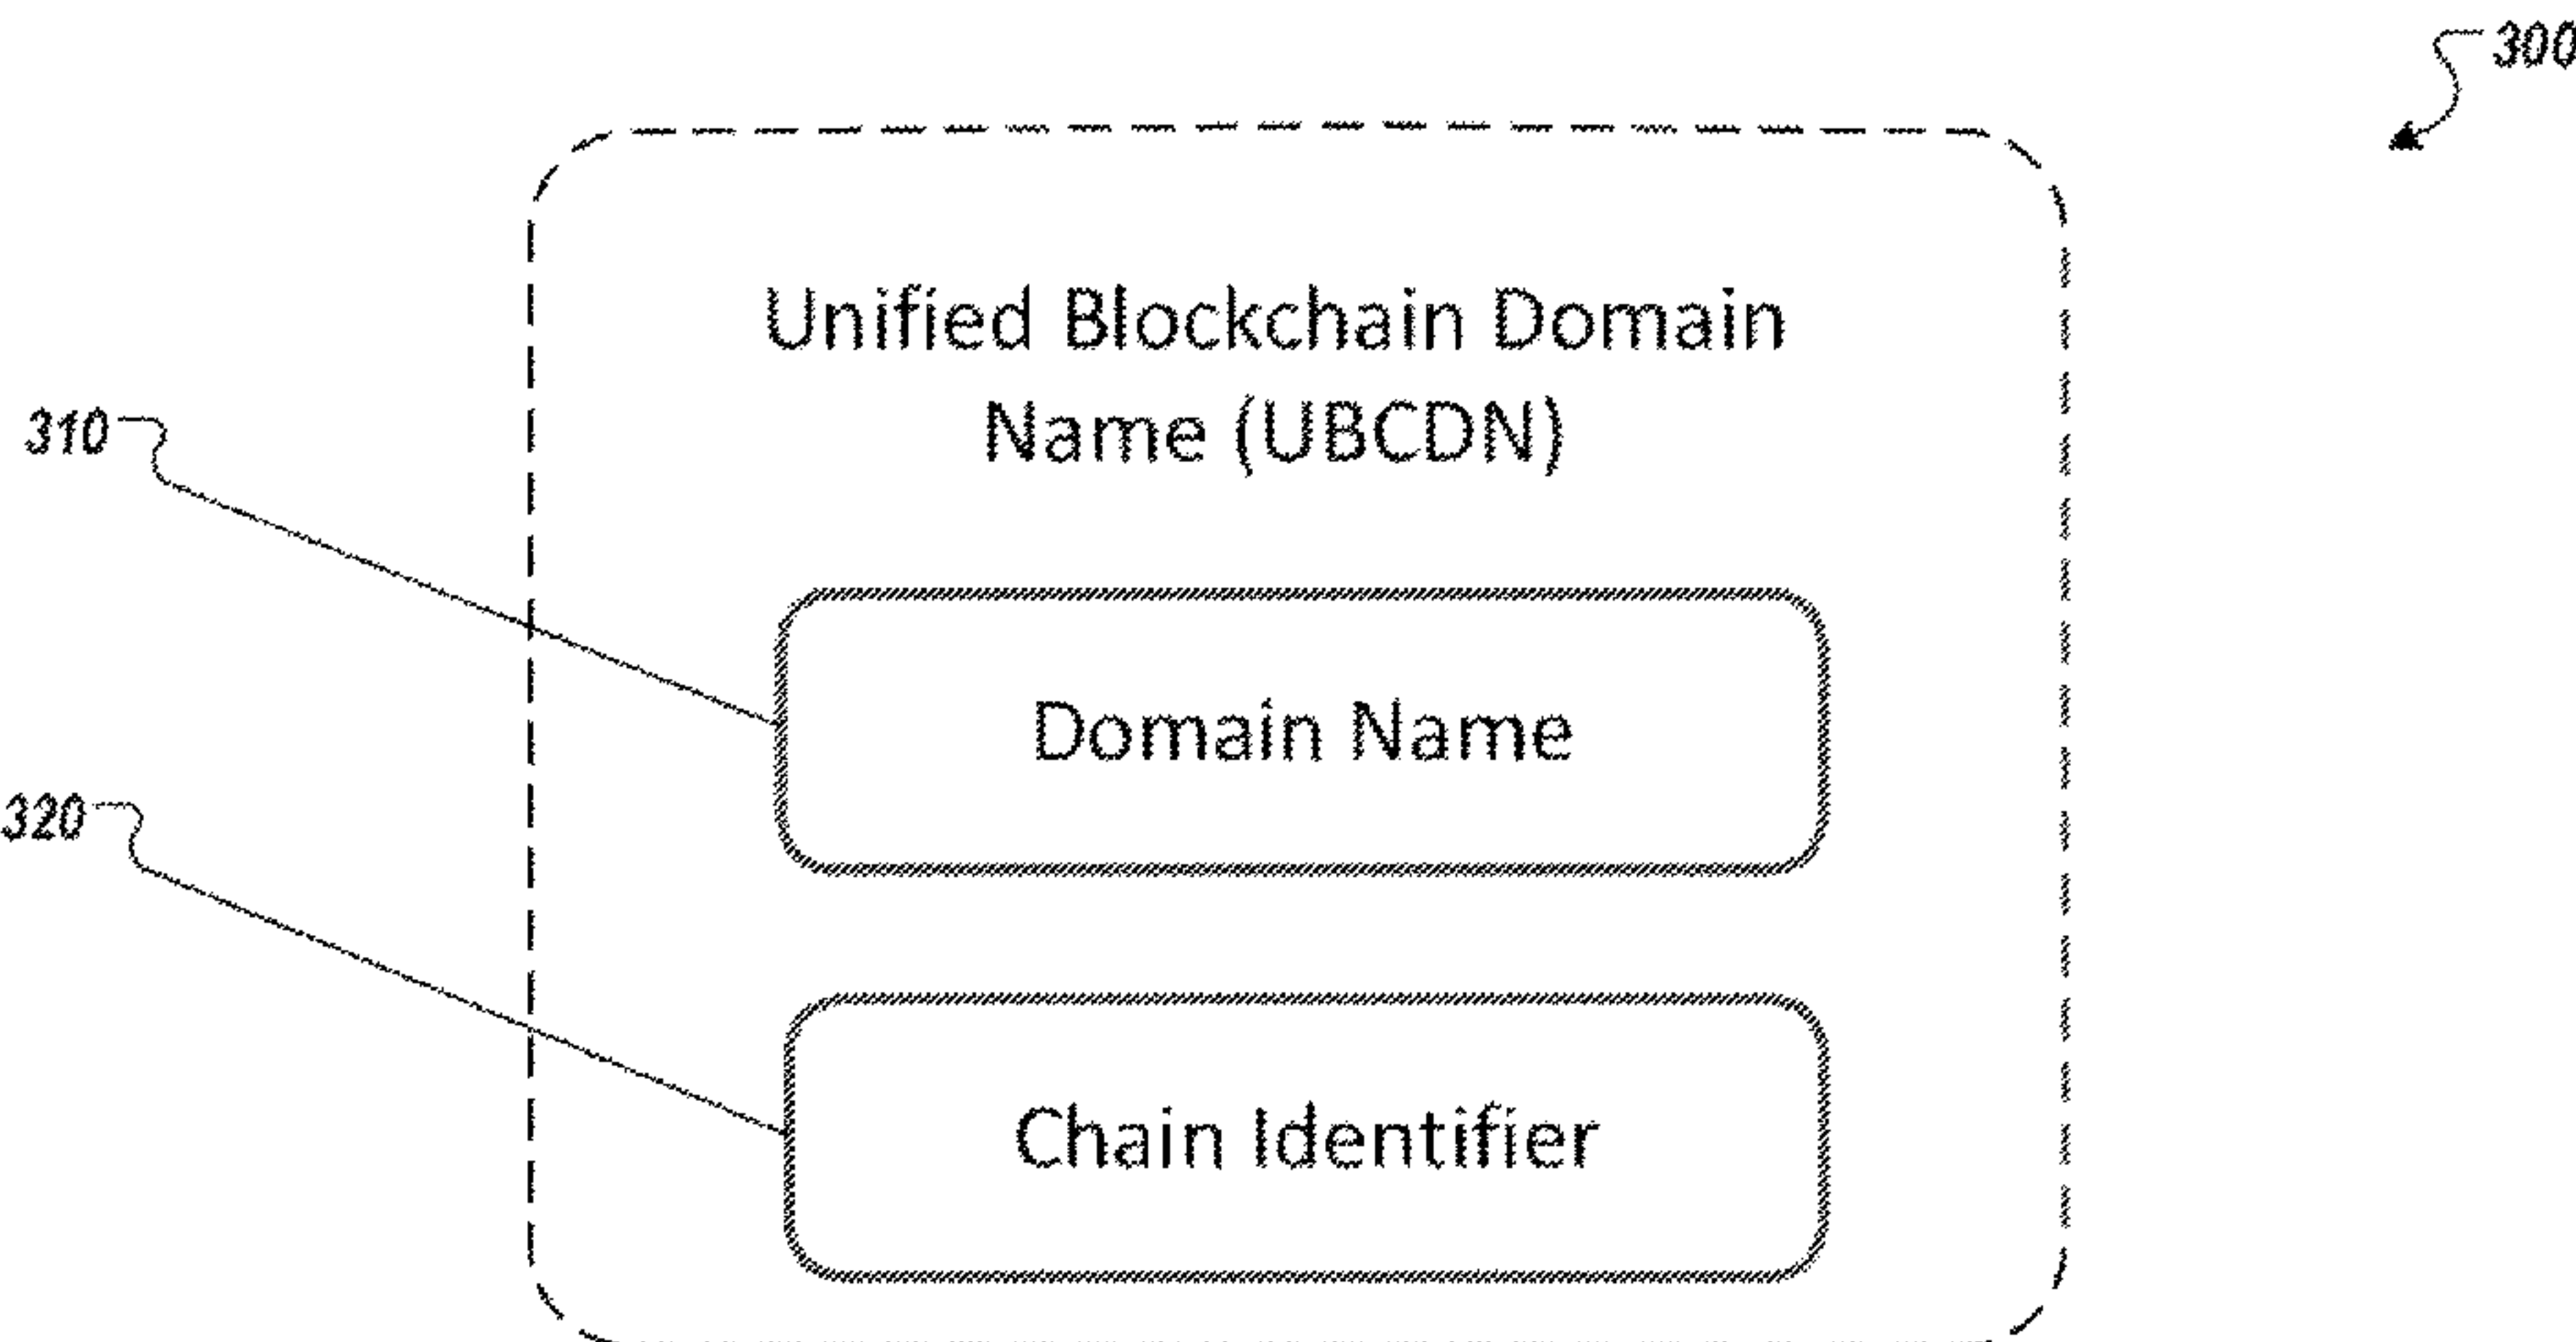 300
Unified Blockchain Domain
Name (UBCDN)
310
Domain Name
320
Chain Identifier